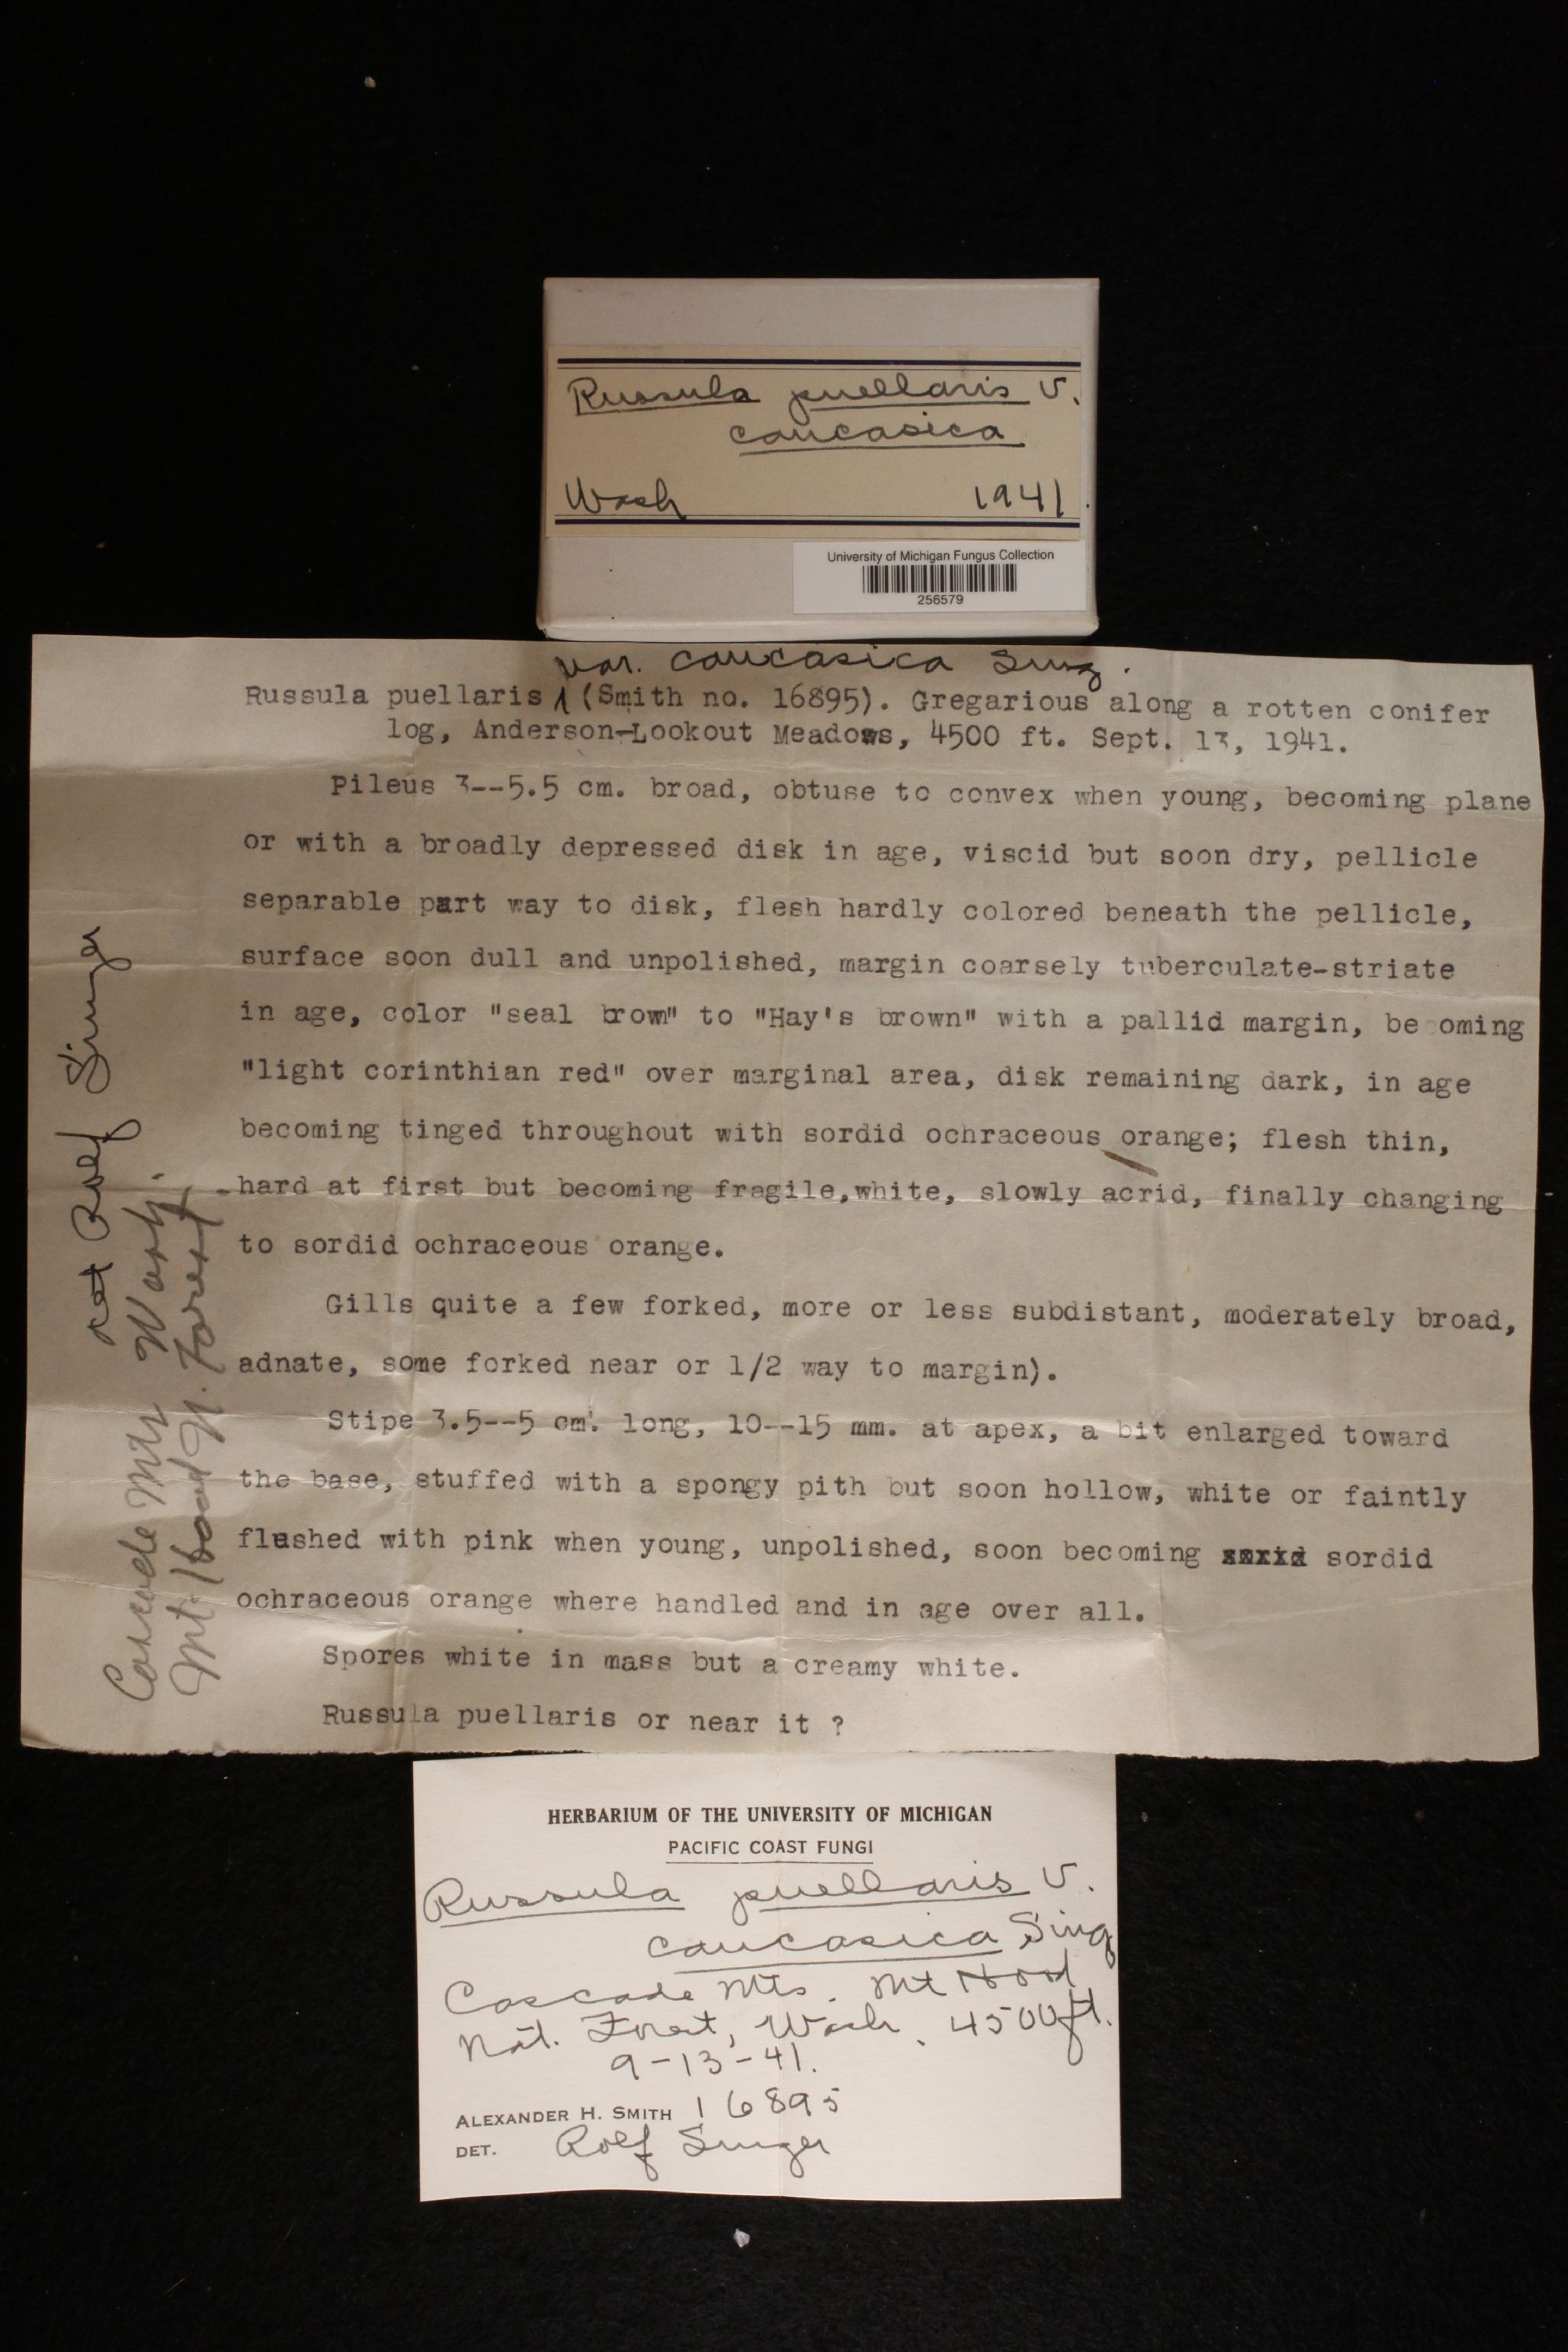 Russula puellaris v.
caucasica
Wash 1941
University of Michigan Fungus Collection
256579
var. caucasica Sing.
Russula puellaris (Smith no. 16895). Gregarious along a rotten conifer
log, Anderson-Lookout Meadows, 4500 ft. Sept. 13, 1941.
Pileus 3--5.5 cm. broad, obtuse to convex when young, becoming plane
or with a broadly depressed disk in age, viscid but soon dry, pellicle
separable part way to disk, flesh hardly colored beneath the pellicle,
surface soon dull and unpolished, margin coarsely tuberculate-striate
in age, color "seal brown" to "Hay's brown" with a pallid margin, becoming
"light corinthian red" over marginal area, disk remaining dark, in age
becoming tinged throughout with sordid ochraceous orange; flesh thin,
hard at first but becoming fragile,white, slowly acrid, finally changing
to sordid ochraceous orange.
Gills quite a few forked, more or less subdistant, moderately broad,
adnate, some forked near or 1/2 way to margin).
Stipe 3.5--5 cm. long, 10--15 mm. at apex, a bit enlarged toward
the base, stuffed with a spongy pith but soon hollow, white or faintly
flushed with pink when young, unpolished, soon becoming sordid
ochraceous orange where handled and in age over all.
Spores white in mass but a creamy white.
Russula puellaris or near it ?
det Rolf Singer
Cascade Mts Wash.
Mt. Hood N. Forest
HERBARIUM OF THE UNIVERSITY OF MICHIGAN
PACIFIC COAST FUNGI
Russula puellaris v.
caucasica Sing
Cascade Mts. Mt Hood
Nat. Forest, Wash. 4500 ft.
9-13-41.
ALEXANDER H. SMITH 16895
DET. Rolf Singer